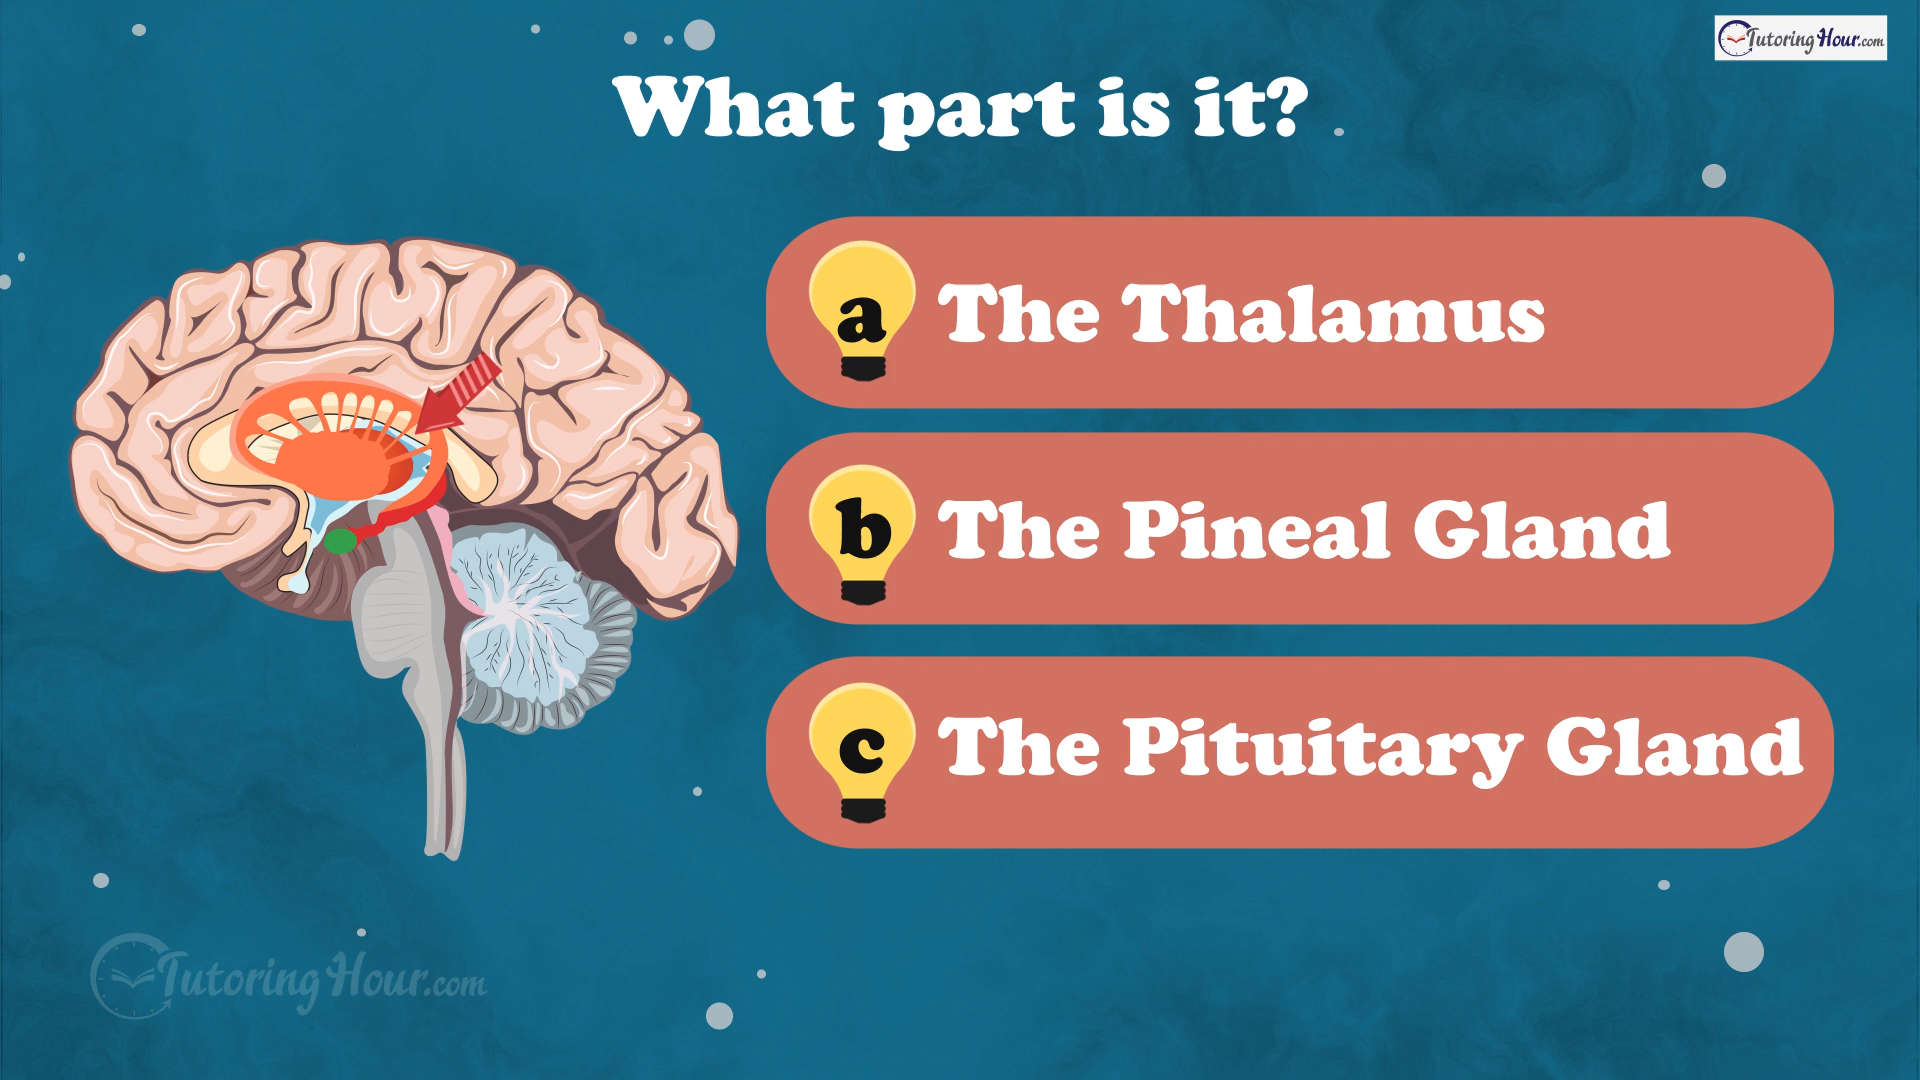 TutoringHour.com
What part is it?
a The Thalamus
b The Pineal Gland
c The Pituitary Gland
TutoringHour.com